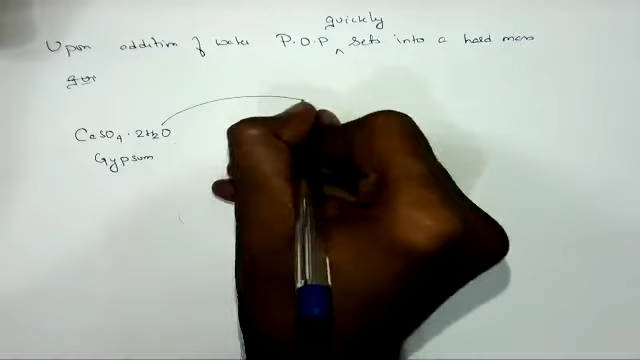 Upon addition of water P.O.P ^ quickly sets into a hard mass
CaSO4 · 2H2O
Gypsum